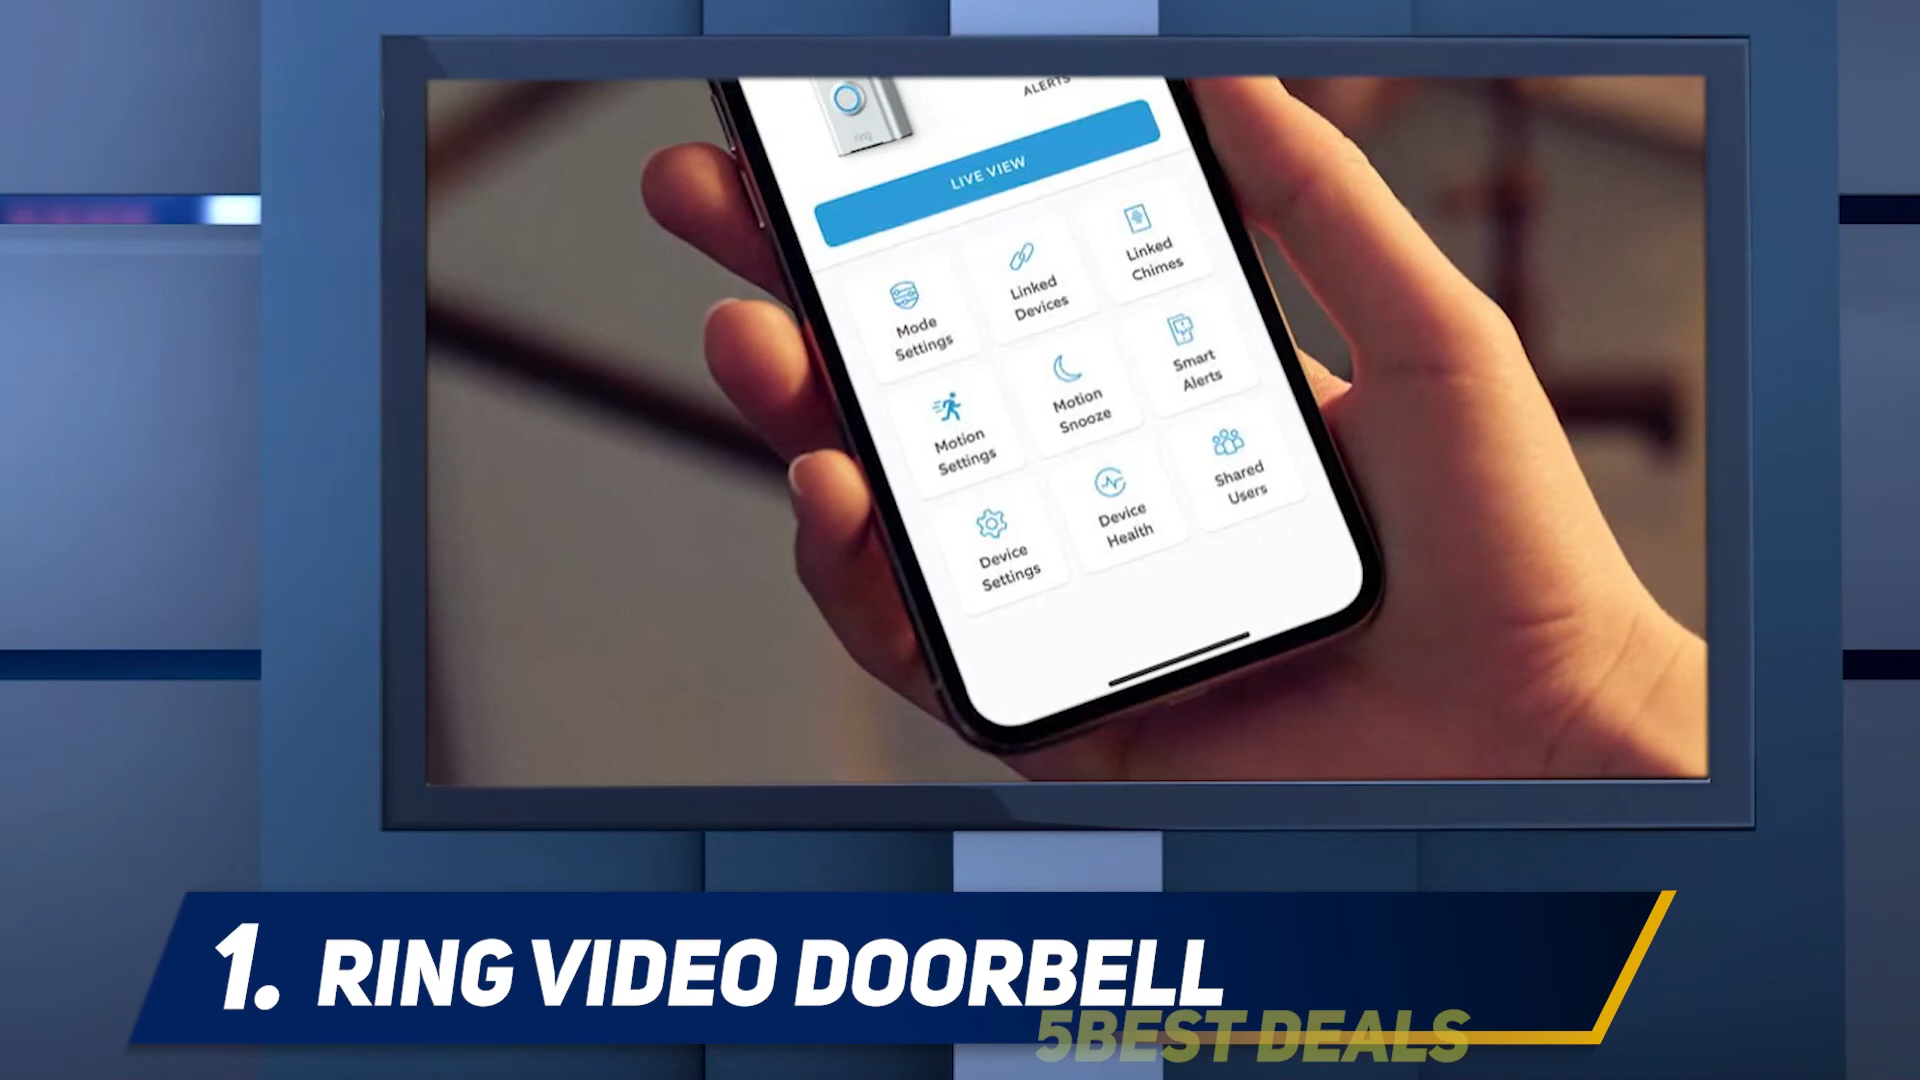 ring
ALERTS
LIVE VIEW
Mode
Settings
Linked
Devices
Linked
Chimes
Motion
Settings
Motion
Snooze
Smart
Alerts
Device
Settings
Device
Health
Shared
Users
1. RING VIDEO DOORBELL
5BEST DEALS